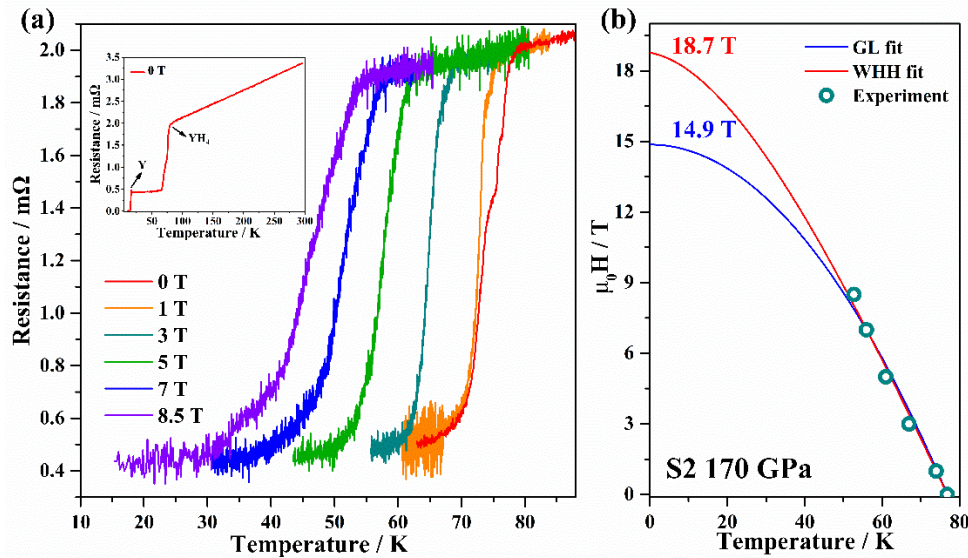 (a)
Resistance / mΩ
2.0
1.8
1.6
1.4
1.2
1.0
0.8
0.6
0.4
10 20 30 40 50 60 70 80
Temperature / K
Resistance / mΩ
3.5
3.0
2.5
2.0
1.5
1.0
0.5
0.0
50 100 150 200 250 300
Temperature / K
0 T
Y
YH₄
0 T
1 T
3 T
5 T
7 T
8.5 T
(b)
μ₀H / T
18
15
12
9
6
3
0
0 20 40 60 80
Temperature / K
18.7 T
14.9 T
GL fit
WHH fit
Experiment
S2 170 GPa